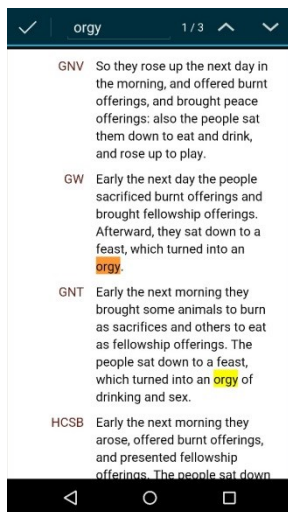 orgy 1/3
GNV So they rose up the next day in
the morning, and offered burnt
offerings, and brought peace
offerings: also the people sat
them down to eat and drink,
and rose up to play.
GW Early the next day the people
sacrificed burnt offerings and
brought fellowship offerings.
Afterward, they sat down to a
feast, which turned into an
orgy.
GNT Early the next morning they
brought some animals to burn
as sacrifices and others to eat
as fellowship offerings. The
people sat down to a feast,
which turned into an orgy of
drinking and sex.
HCSB Early the next morning they
arose, offered burnt offerings,
and presented fellowship
offerings. The people sat down